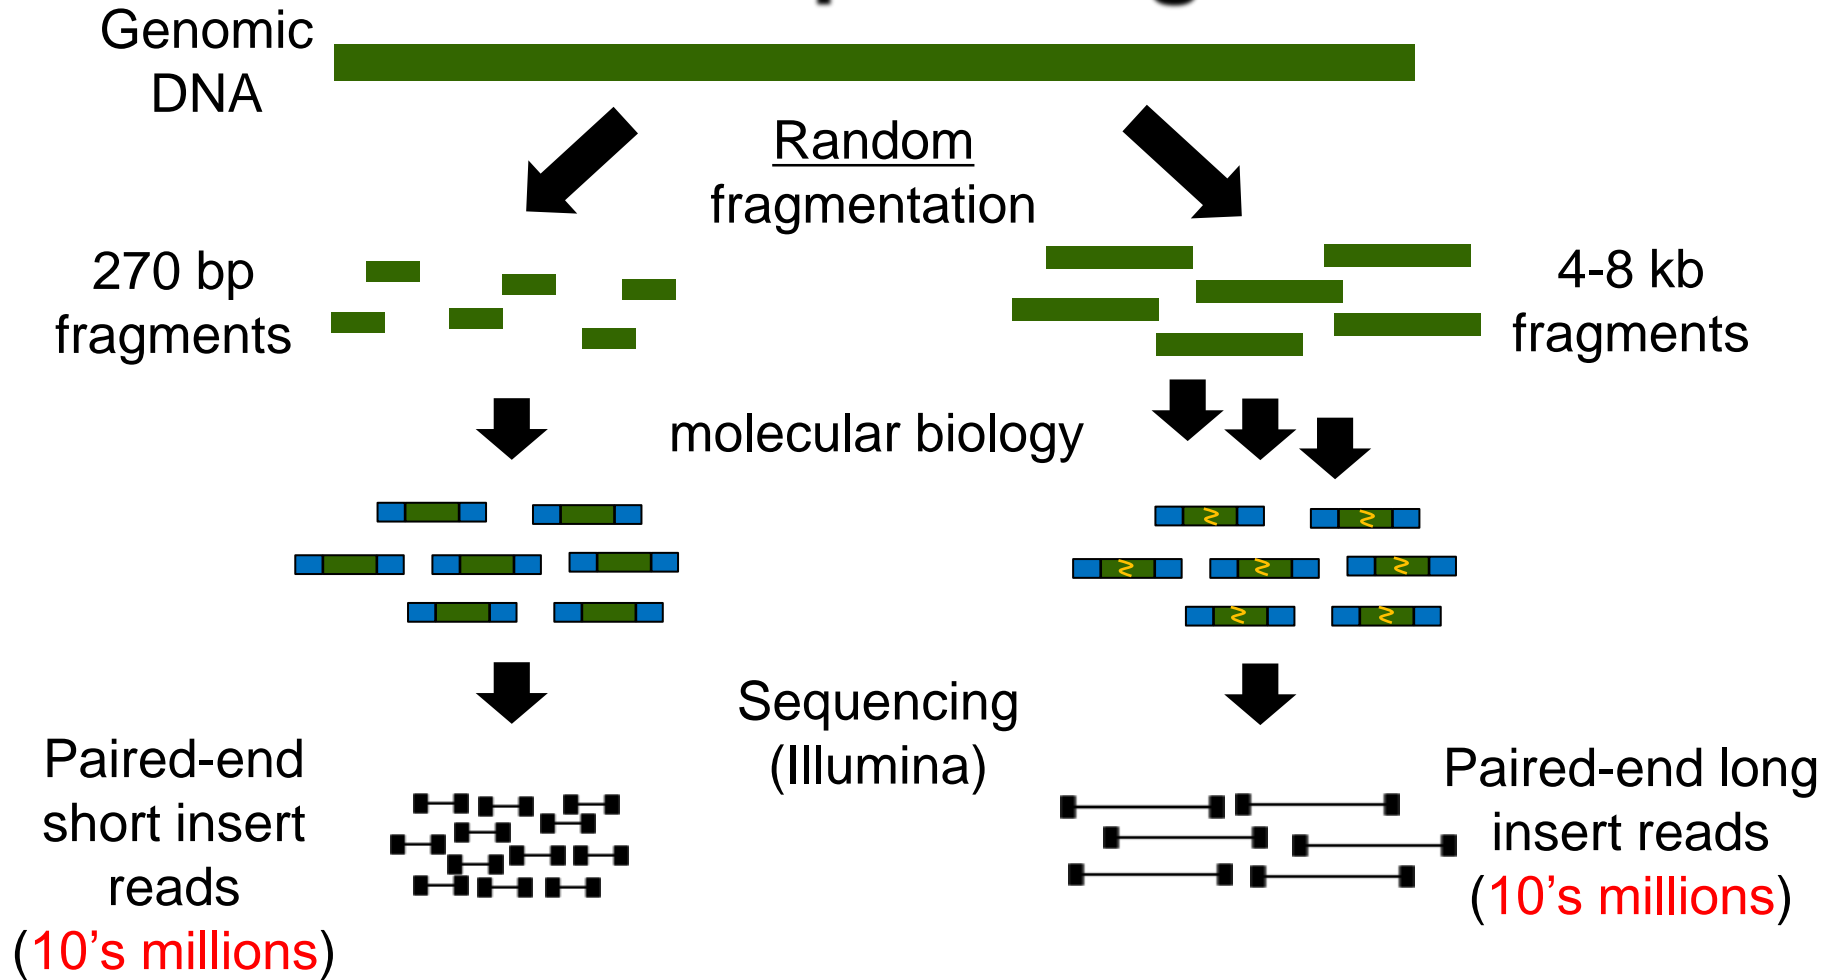 Genomic
DNA
Random
fragmentation
270 bp
fragments
4-8 kb
fragments
molecular biology
Sequencing
(Illumina)
Paired-end
short insert
reads
(10's millions)
Paired-end long
insert reads
(10's millions)